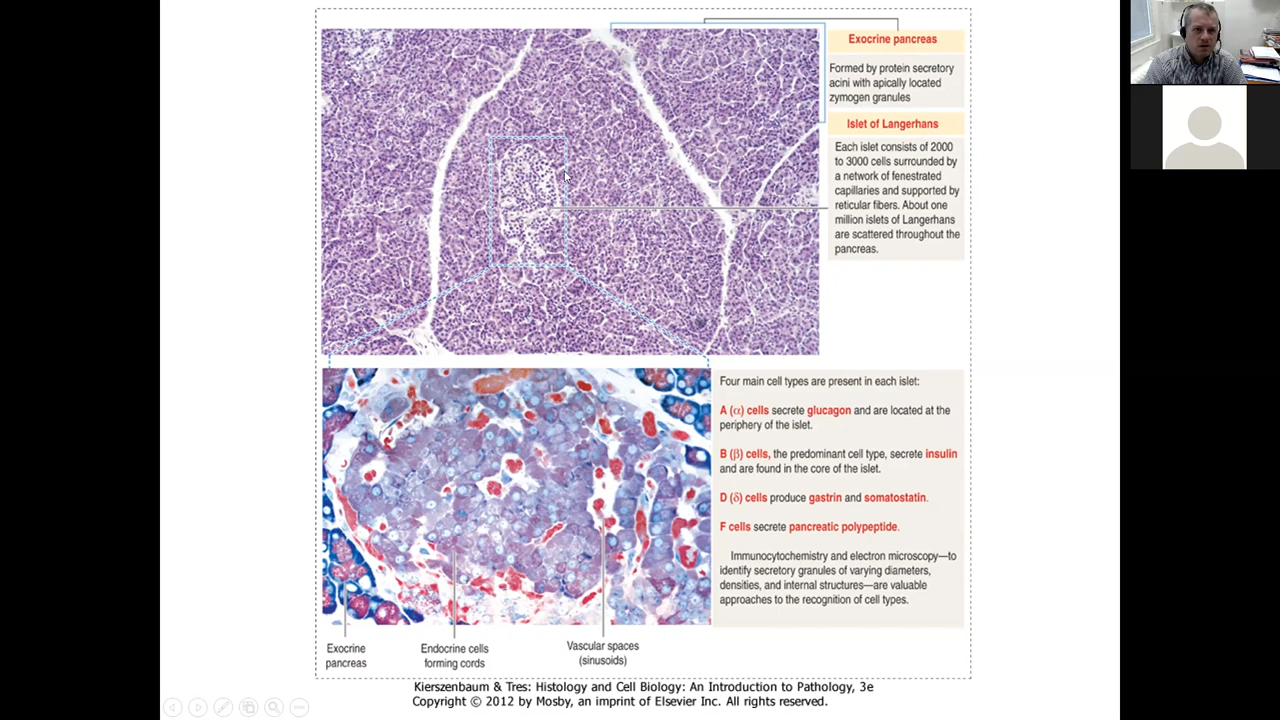 Exocrine pancreas
Formed by protein secretory
acini with apically located
zymogen granules
Islet of Langerhans
Each islet consists of 2000
to 3000 cells surrounded by
a network of fenestrated
capillaries and supported by
reticular fibers. About one
million islets of Langerhans
are scattered throughout the
pancreas.
Four main cell types are present in each islet:
A (α) cells secrete glucagon and are located at the
periphery of the islet.
B (β) cells, the predominant cell type, secrete insulin
and are found in the core of the islet.
D (δ) cells produce gastrin and somatostatin.
F cells secrete pancreatic polypeptide.
Immunocytochemistry and electron microscopy—to
identify secretory granules of varying diameters,
densities, and internal structures—are valuable
approaches to the recognition of cell types.
Exocrine
pancreas
Endocrine cells
forming cords
Vascular spaces
(sinusoids)
Kierszenbaum & Tres: Histology and Cell Biology: An Introduction to Pathology, 3e
Copyright © 2012 by Mosby, an imprint of Elsevier Inc. All rights reserved.